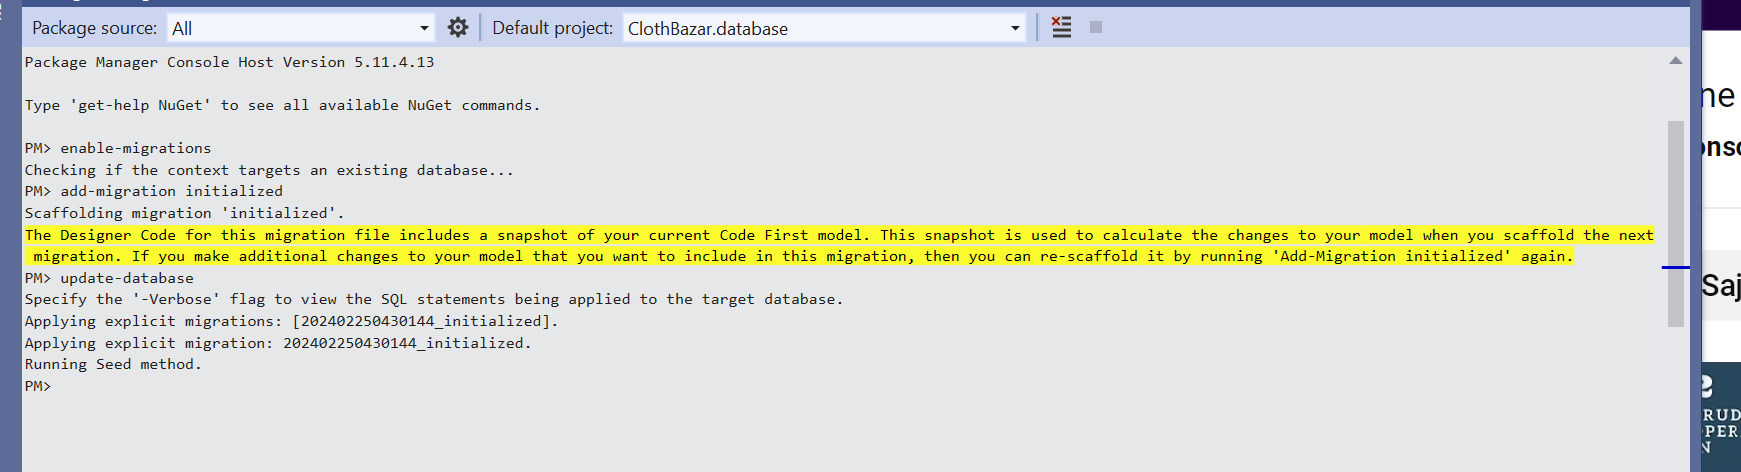 Package source: All Default project: ClothBazar.database
Package Manager Console Host Version 5.11.4.13
Type 'get-help NuGet' to see all available NuGet commands.
PM> enable-migrations
Checking if the context targets an existing database...
PM> add-migration initialized
Scaffolding migration 'initialized'.
The Designer Code for this migration file includes a snapshot of your current Code First model. This snapshot is used to calculate the changes to your model when you scaffold the next
migration. If you make additional changes to your model that you want to include in this migration, then you can re-scaffold it by running 'Add-Migration initialized' again.
PM> update-database
Specify the '-Verbose' flag to view the SQL statements being applied to the target database.
Applying explicit migrations: [202402250430144_initialized].
Applying explicit migration: 202402250430144_initialized.
Running Seed method.
PM>